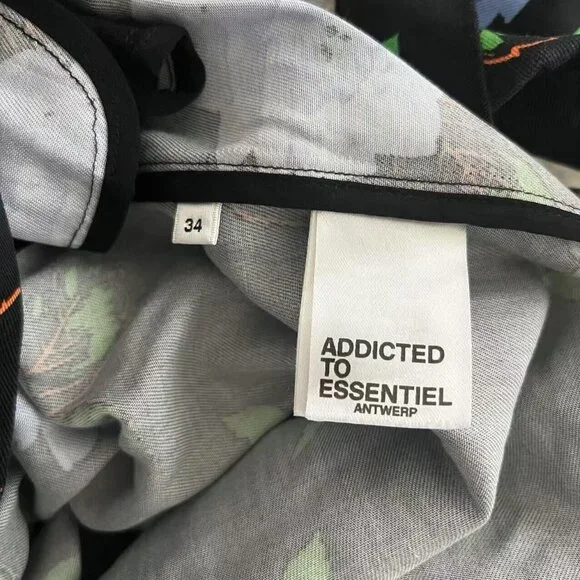 34
ADDICTED
TO
ESSENTIEL
ANTWERP